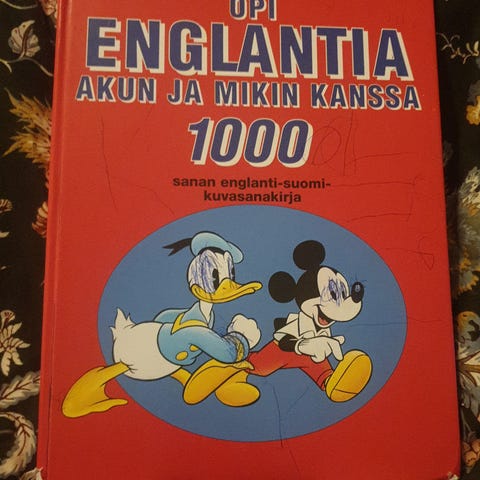 OPI
ENGLANTIA
AKUN JA MIKIN KANSSA
1000
sanan englanti-suomi-
kuvasanakirja